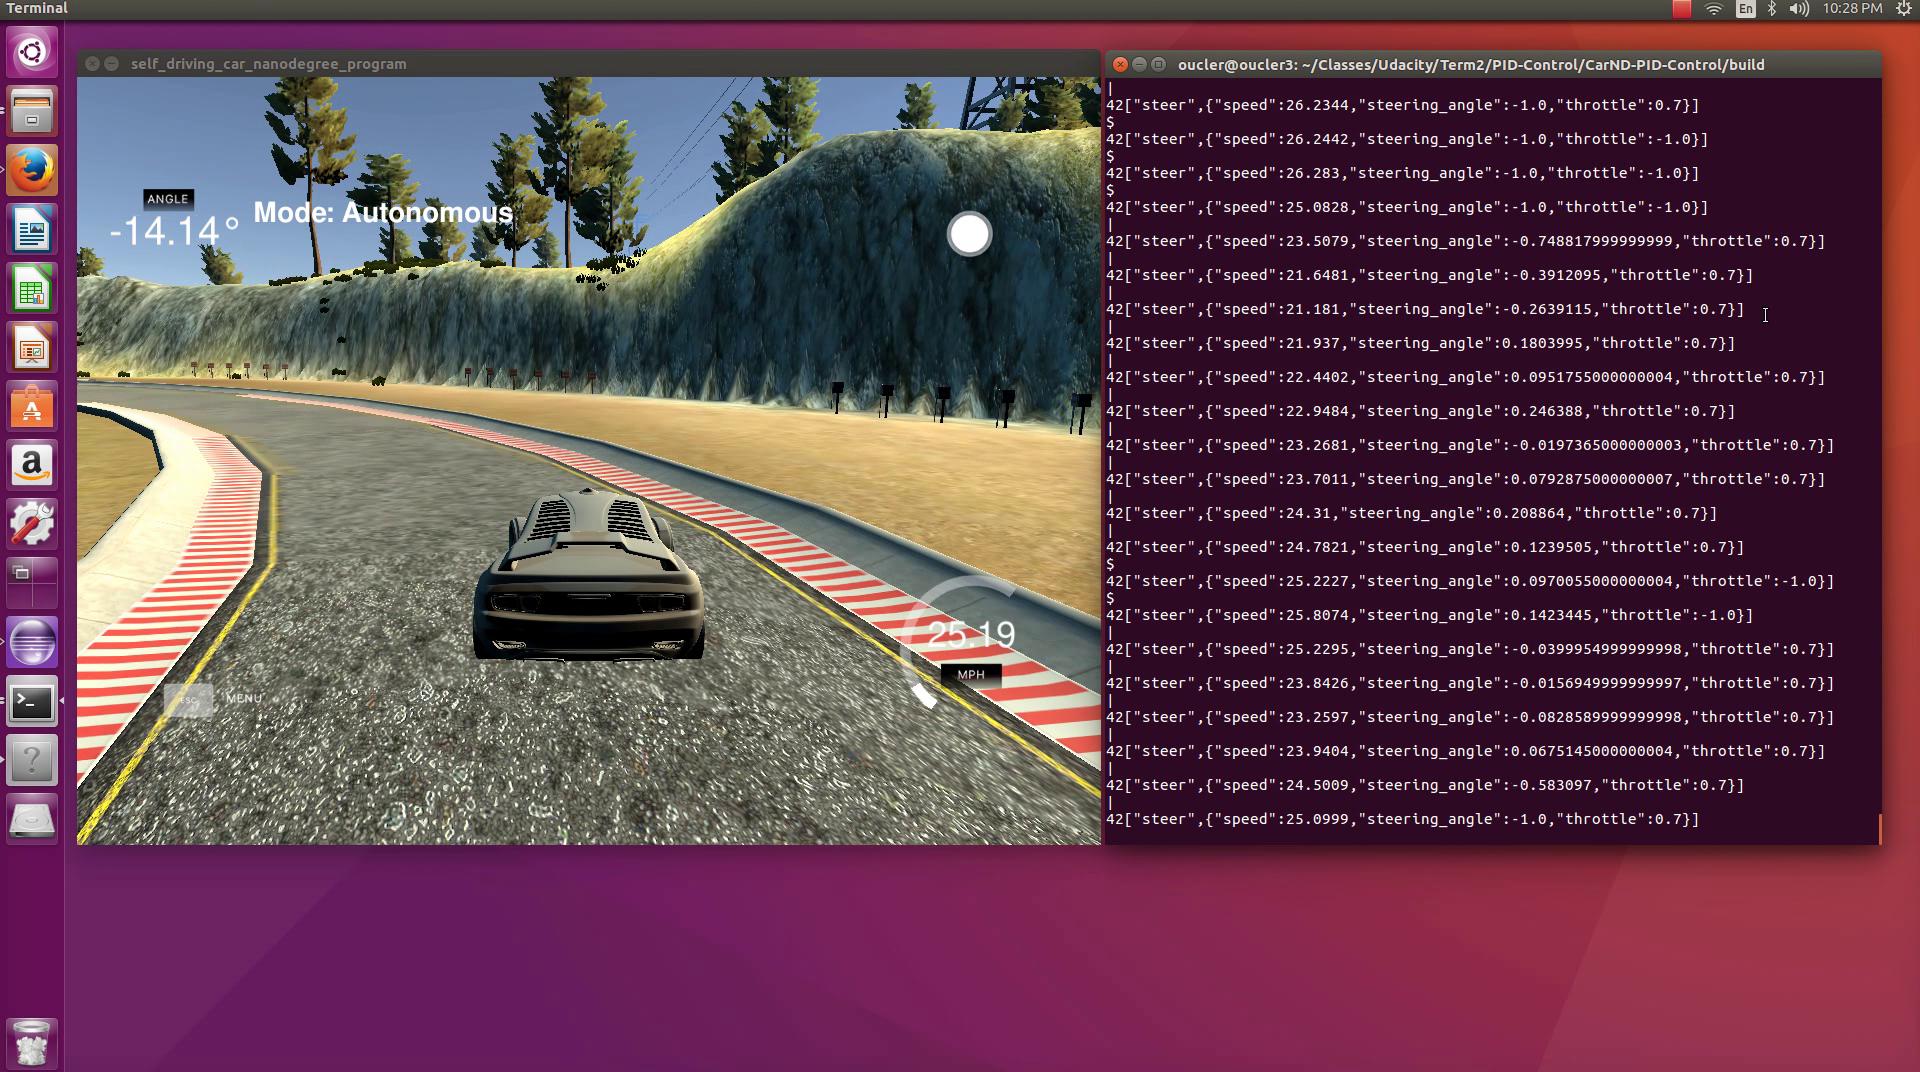 Terminal
En
10:28 PM
self_driving_car_nanodegree_program
ANGLE
-14.14°
Mode: Autonomous
25.19
MPH
ESC
MENU
a
oucler@oucler3: ~/Classes/Udacity/Term2/PID-Control/CarND-PID-Control/build
|
42["steer",{"speed":26.2344,"steering_angle":-1.0,"throttle":0.7}]
$
42["steer",{"speed":26.2442,"steering_angle":-1.0,"throttle":-1.0}]
$
42["steer",{"speed":26.283,"steering_angle":-1.0,"throttle":-1.0}]
$
42["steer",{"speed":25.0828,"steering_angle":-1.0,"throttle":-1.0}]
|
42["steer",{"speed":23.5079,"steering_angle":-0.748817999999999,"throttle":0.7}]
|
42["steer",{"speed":21.6481,"steering_angle":-0.3912095,"throttle":0.7}]
|
42["steer",{"speed":21.181,"steering_angle":-0.2639115,"throttle":0.7}]
|
42["steer",{"speed":21.937,"steering_angle":0.1803995,"throttle":0.7}]
|
42["steer",{"speed":22.4402,"steering_angle":0.0951755000000004,"throttle":0.7}]
|
42["steer",{"speed":22.9484,"steering_angle":0.246388,"throttle":0.7}]
|
42["steer",{"speed":23.2681,"steering_angle":-0.0197365000000003,"throttle":0.7}]
|
42["steer",{"speed":23.7011,"steering_angle":0.0792875000000007,"throttle":0.7}]
|
42["steer",{"speed":24.31,"steering_angle":0.208864,"throttle":0.7}]
|
42["steer",{"speed":24.7821,"steering_angle":0.1239505,"throttle":0.7}]
$
42["steer",{"speed":25.2227,"steering_angle":0.0970055000000004,"throttle":-1.0}]
$
42["steer",{"speed":25.8074,"steering_angle":0.1423445,"throttle":-1.0}]
|
42["steer",{"speed":25.2295,"steering_angle":-0.0399954999999998,"throttle":0.7}]
|
42["steer",{"speed":23.8426,"steering_angle":-0.0156949999999997,"throttle":0.7}]
|
42["steer",{"speed":23.2597,"steering_angle":-0.0828589999999998,"throttle":0.7}]
|
42["steer",{"speed":23.9404,"steering_angle":0.0675145000000004,"throttle":0.7}]
|
42["steer",{"speed":24.5009,"steering_angle":-0.583097,"throttle":0.7}]
|
42["steer",{"speed":25.0999,"steering_angle":-1.0,"throttle":0.7}]